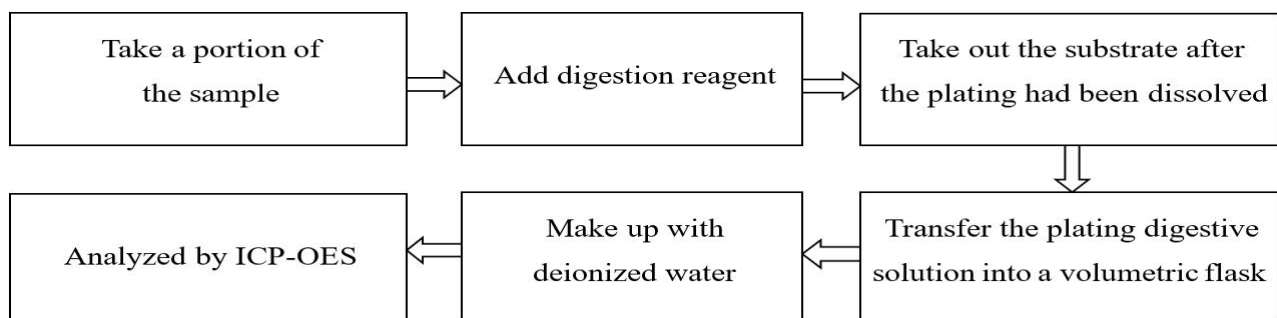 Take a portion of
the sample
Add digestion reagent
Take out the substrate after
the plating had been dissolved
Transfer the plating digestive
solution into a volumetric flask
Make up with
deionized water
Analyzed by ICP-OES